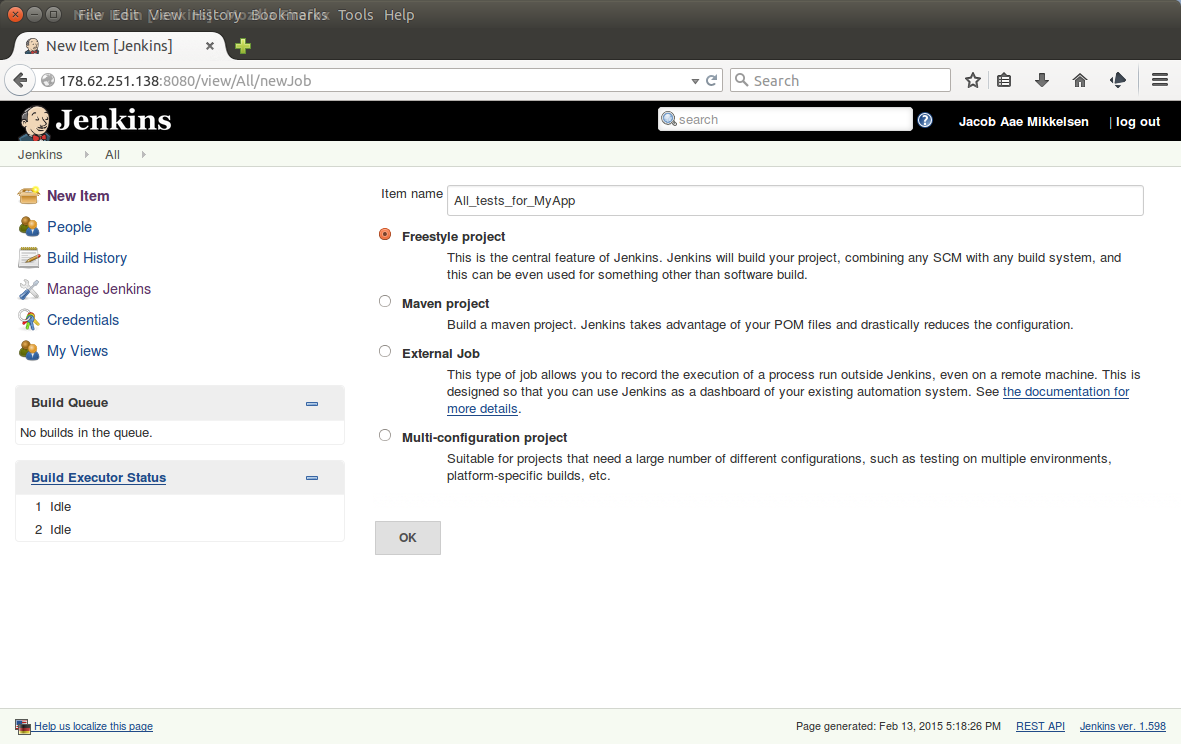 File Edit View History Bookmarks Tools Help
New Item [Jenkins]
178.62.251.138:8080/view/All/newJob
Search
Jenkins
search
Jacob Aae Mikkelsen | log out
Jenkins All
New Item
People
Build History
Manage Jenkins
Credentials
My Views
Build Queue
No builds in the queue.
Build Executor Status
1 Idle
2 Idle
Item name All_tests_for_MyApp
Freestyle project
This is the central feature of Jenkins. Jenkins will build your project, combining any SCM with any build system, and
this can be even used for something other than software build.
Maven project
Build a maven project. Jenkins takes advantage of your POM files and drastically reduces the configuration.
External Job
This type of job allows you to record the execution of a process run outside Jenkins, even on a remote machine. This is
designed so that you can use Jenkins as a dashboard of your existing automation system. See the documentation for
more details.
Multi-configuration project
Suitable for projects that need a large number of different configurations, such as testing on multiple environments,
platform-specific builds, etc.
OK
Help us localize this page
Page generated: Feb 13, 2015 5:18:26 PM REST API Jenkins ver. 1.598